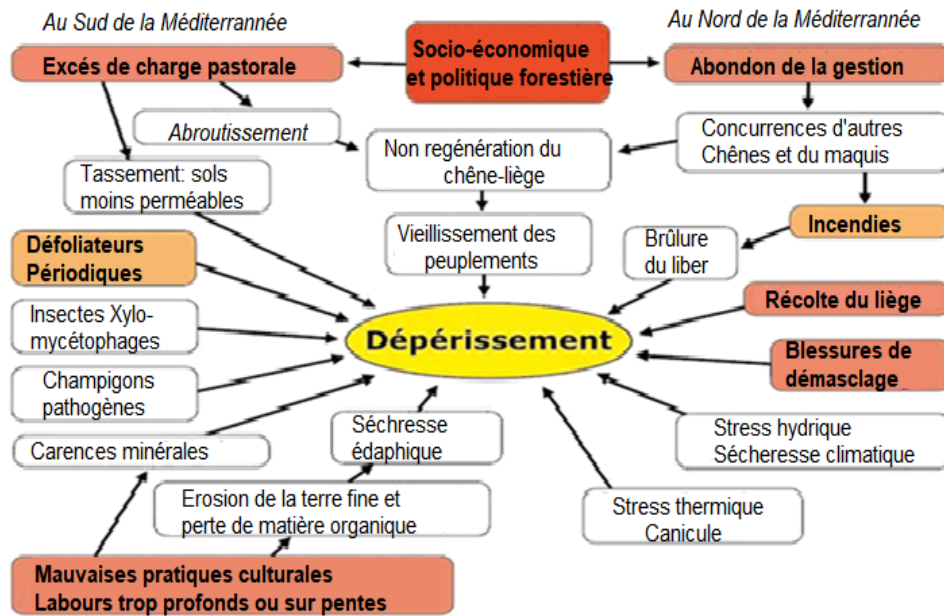 Au Sud de la Méditerrannée
Au Nord de la Méditerrannée
Socio-économique
et politique forestière
Excés de charge pastorale
Abondon de la gestion
Abroutissement
Concurrences d'autres
Chênes et du maquis
Non regénération du
chêne-liège
Tassement: sols
moins perméables
Incendies
Vieillissement des
peuplements
Brûlure
du liber
Défoliateurs
Périodiques
Récolte du liège
Insectes Xylo-
mycétophages
Dépérissement
Blessures de
démasclage
Champigons
pathogènes
Séchresse
édaphique
Stress hydrique
Sécheresse climatique
Carences minérales
Erosion de la terre fine et
perte de matière organique
Stress thermique
Canicule
Mauvaises pratiques culturales
Labours trop profonds ou sur pentes